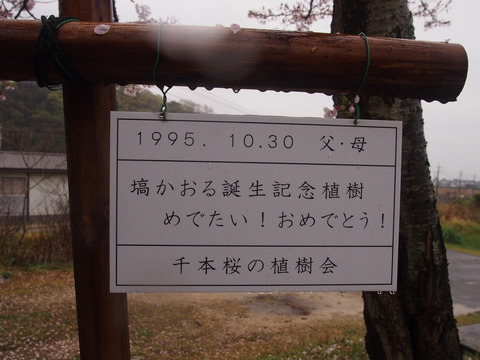 1995. 10.30 父・母
塙かおる誕生記念植樹
めでたい！おめでとう！
千本桜の植樹会